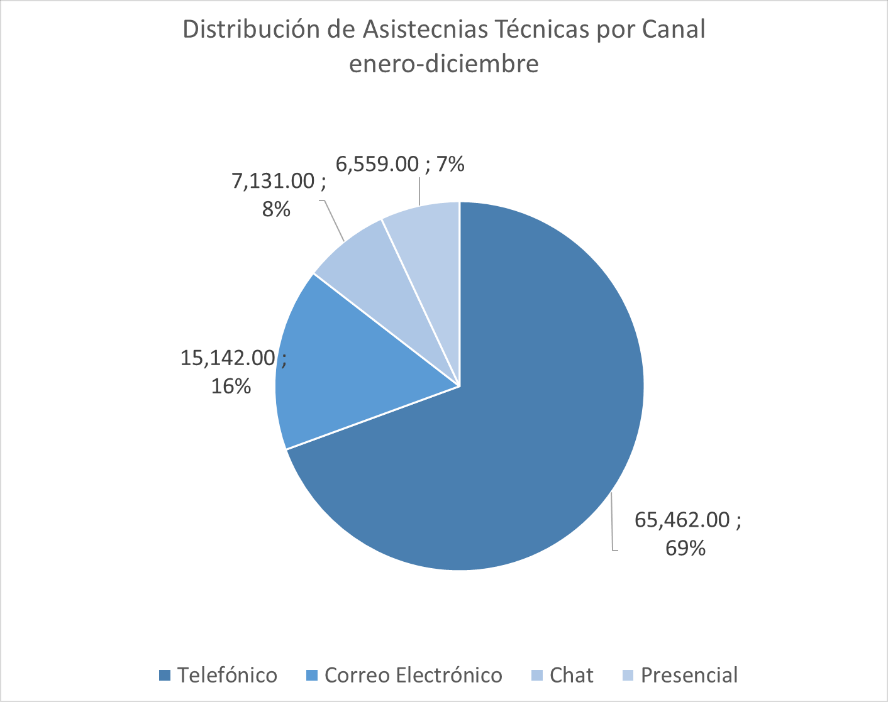 Distribución de Asistecnias Técnicas por Canal
enero-diciembre
6,559.00 ; 7%
7,131.00 ;
8%
15,142.00 ;
16%
65,462.00 ;
69%
Telefónico Correo Electrónico Chat Presencial